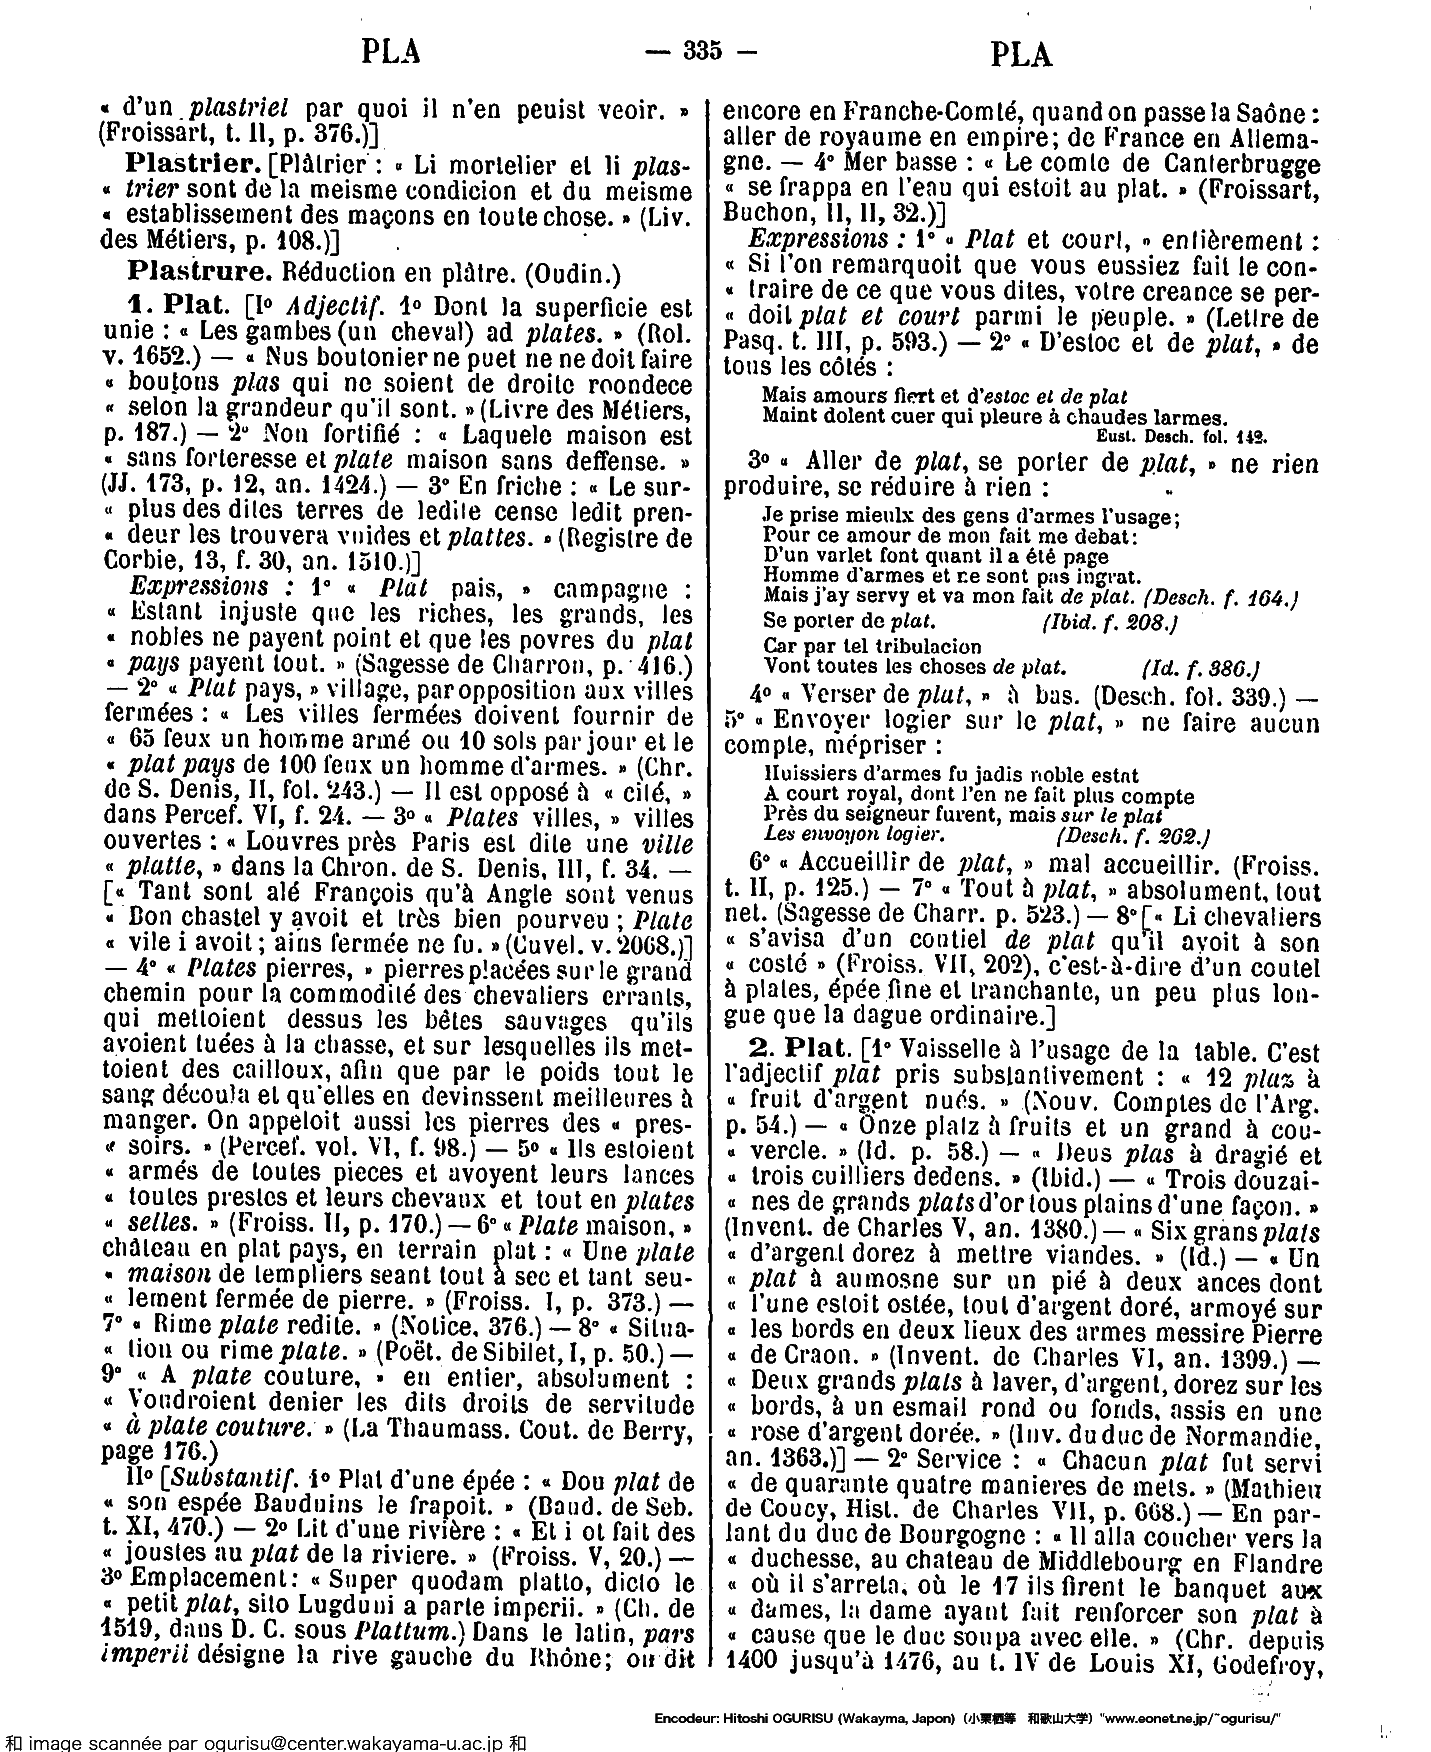 PLA
— 335 —
PLA
« d'un plastriel par quoi il n'en peuist veoir. »
(Froissart, t. II, p. 376.)]
Plastrier. [Plâtrier : « Li mortelier et li plas-
« trier sont de la meisme condicion et du meisme
« establissement des maçons en toute chose. » (Liv.
des Métiers, p. 108.)]
Plastrure. Réduction en plâtre. (Oudin.)
1. Plat. [I° Adjectif. 1° Dont la superficie est
unie : « Les gambes (un cheval) ad plates. » (Rol.
v. 1652.) — « Nus boutonier ne puet ne ne doit faire
« boutons plas qui ne soient de droite roondece
« selon la grandeur qu'il sont. » (Livre des Métiers,
p. 187.) — 2° Non fortifié : « Laquele maison est
« sans forteresse et plate maison sans deffense. »
(JJ. 173, p. 12, an. 1424.) — 3° En friche : « Le sur-
« plus des dites terres de ledite cense ledit pren-
« deur les trouvera vuides et plattes. » (Registre de
Corbie, 13, f. 30, an. 1510.)]
Expressions : 1° « Plat pais, » campagne :
« Estant injuste que les riches, les grands, les
« nobles ne payent point et que les povres du plat
« pays payent tout. » (Sagesse de Charron, p. 416.)
— 2° « Plat pays, » village, par opposition aux villes
fermées : « Les villes fermées doivent fournir de
« 65 feux un homme armé ou 10 sols par jour et le
« plat pays de 100 feux un homme d'armes. » (Chr.
de S. Denis, II, fol. 243.) — Il est opposé à « cité, »
dans Percef. VI, f. 24. — 3° « Plates villes, » villes
ouvertes : « Louvres près Paris est dite une ville
« platte, » dans la Chron. de S. Denis, III, f. 34. —
[« Tant sont alé François qu'à Angle sont venus
« Bon chastel y avoit et très bien pourveu ; Plate
« vile i avoit ; ains fermée ne fu. » (Cuvel. v. 2068.)]
— 4° « Plates pierres, » pierres placées sur le grand
chemin pour la commodité des chevaliers errants,
qui mettoient dessus les bêtes sauvages qu'ils
avoient tuées à la chasse, et sur lesquelles ils met-
toient des cailloux, afin que par le poids tout le
sang découla et qu'elles en devinssent meilleures à
manger. On appeloit aussi les pierres des « pres-
« soirs. » (Percef. vol. VI, f. 98.) — 5° « Ils estoient
« armés de toutes pieces et avoyent leurs lances
« toutes prestes et leurs chevaux et tout en plates
« selles. » (Froiss. II, p. 170.) — 6° « Plate maison, »
château en plat pays, en terrain plat : « Une plate
« maison de templiers seant tout à sec et tant seu-
« lement fermée de pierre. » (Froiss. I, p. 373.) —
7° « Rime plate redite. » (Notice, 376.) — 8° « Situa-
« tion ou rime plate. » (Poët. de Sibilet, I, p. 50.) —
9° « A plate couture, » en entier, absolument :
« Voudroient denier les dits droits de servitude
« à plate couture. » (La Thaumass. Cout. de Berry,
page 176.)
II° [Substantif. 1° Plat d'une épée : « Dou plat de
« son espée Bauduins le frapoit. » (Baud. de Seb.
t. XI, 470.) — 2° Lit d'une rivière : « Et i ot fait des
« joustes au plat de la riviere. » (Froiss. V, 20.) —
3° Emplacement : « Super quodam platto, dicto le
« petit plat, sito Lugduni a parte imperii. » (Ch. de
1519, dans D. C. sous Plattum.) Dans le latin, pars
imperii désigne la rive gauche du Rhône ; on dit
encore en Franche-Comté, quand on passe la Saône :
aller de royaume en empire ; de France en Allema-
gne. — 4° Mer basse : « Le comte de Canterbrugge
« se frappa en l'eau qui estoit au plat. » (Froissart,
Buchon, II, II, 32.)]
Expressions : 1° « Plat et court, » entièrement :
« Si l'on remarquoit que vous eussiez fait le con-
« traire de ce que vous dites, votre creance se per-
« doit plat et court parmi le peuple. » (Lettre de
Pasq. t. III, p. 593.) — 2° « D'estoc et de plat, » de
tous les côtés :
Mais amours fiert et d'estoc et de plat
Maint dolent cuer qui pleure à chaudes larmes.
Eust. Desch. fol. 142.
3° « Aller de plat, se porter de plat, » ne rien
produire, se réduire à rien :
Je prise mieulx des gens d'armes l'usage;
Pour ce amour de mon fait me debat:
D'un varlet font quant il a été page
Homme d'armes et ne sont pas ingrat.
Mais j'ay servy et va mon fait de plat. (Desch. f. 164.)
Se porter de plat. (Ibid. f. 208.)
Car par tel tribulacion
Vont toutes les choses de plat. (Id. f. 386.)
4° « Verser de plat, » à bas. (Desch. fol. 339.) —
5° « Envoyer logier sur le plat, » ne faire aucun
compte, mépriser :
Huissiers d'armes fu jadis noble estat
A court royal, dont l'en ne fait plus compte
Près du seigneur furent, mais sur le plat
Les envoyon logier. (Desch. f. 262.)
6° « Accueillir de plat, » mal accueillir. (Froiss.
t. II, p. 125.) — 7° « Tout à plat, » absolument, tout
net. (Sagesse de Charr. p. 523.) — 8° [« Li chevaliers
« s'avisa d'un coutiel de plat qu'il avoit à son
« costé » (Froiss. VII, 202), c'est-à-dire d'un coutel
à plates, épée fine et tranchante, un peu plus lon-
gue que la dague ordinaire.]
2. Plat. [1° Vaisselle à l'usage de la table. C'est
l'adjectif plat pris substantivement : « 12 plaz à
« fruit d'argent nués. » (Nouv. Comptes de l'Arg.
p. 54.) — « Onze platz à fruits et un grand à cou-
« vercle. » (Id. p. 58.) — « Deus plas à dragié et
« trois cuilliers dedens. » (Ibid.) — « Trois douzai-
« nes de grands plats d'or tous plains d'une façon. »
(Invent. de Charles V, an. 1380.) — « Six grans plats
« d'argent dorez à mettre viandes. » (Id.) — « Un
« plat à aumosne sur un pié à deux ances dont
« l'une estoit ostée, tout d'argent doré, armoyé sur
« les bords en deux lieux des armes messire Pierre
« de Craon. » (Invent. de Charles VI, an. 1399.) —
« Deux grands plats à laver, d'argent, dorez sur les
« bords, à un esmail rond ou fonds, assis en une
« rose d'argent dorée. » (Inv. du duc de Normandie,
an. 1363.)] — 2° Service : « Chacun plat fut servi
« de quarante quatre manieres de mets. » (Mathieu
de Coucy, Hist. de Charles VII, p. 668.) — En par-
lant du duc de Bourgogne : « Il alla coucher vers la
« duchesse, au chateau de Middlebourg en Flandre
« où il s'arreta, où le 17 ils firent le banquet aux
« dames, la dame ayant fait renforcer son plat à
« cause que le duc soupa avec elle. » (Chr. depuis
1400 jusqu'à 1476, au t. IV de Louis XI, Godefroy,
Encodeur: Hitoshi OGURISU (Wakayma, Japon) (小栗栖等 和歌山大学) "www.eonet.ne.jp/~ogurisu/"
和 image scannée par ogurisu@center.wakayama-u.ac.jp 和